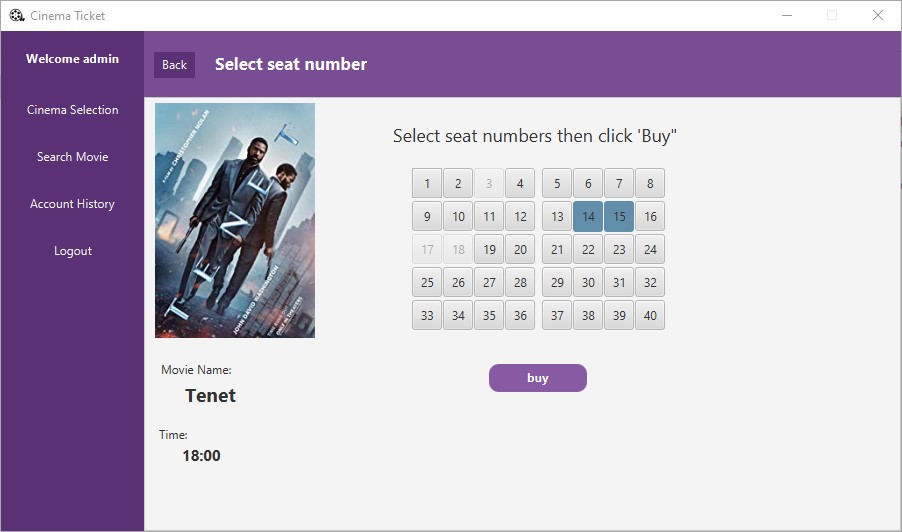 Cinema Ticket
Welcome admin
Cinema Selection
Search Movie
Account History
Logout
Back
Select seat number
A FILM BY CHRISTOPHER NOLAN
TENET
JOHN DAVID WASHINGTON
ONLY IN THEATERS
Movie Name:
Tenet
Time:
18:00
Select seat numbers then click 'Buy"
1 2 3 4 5 6 7 8
9 10 11 12 13 14 15 16
17 18 19 20 21 22 23 24
25 26 27 28 29 30 31 32
33 34 35 36 37 38 39 40
buy